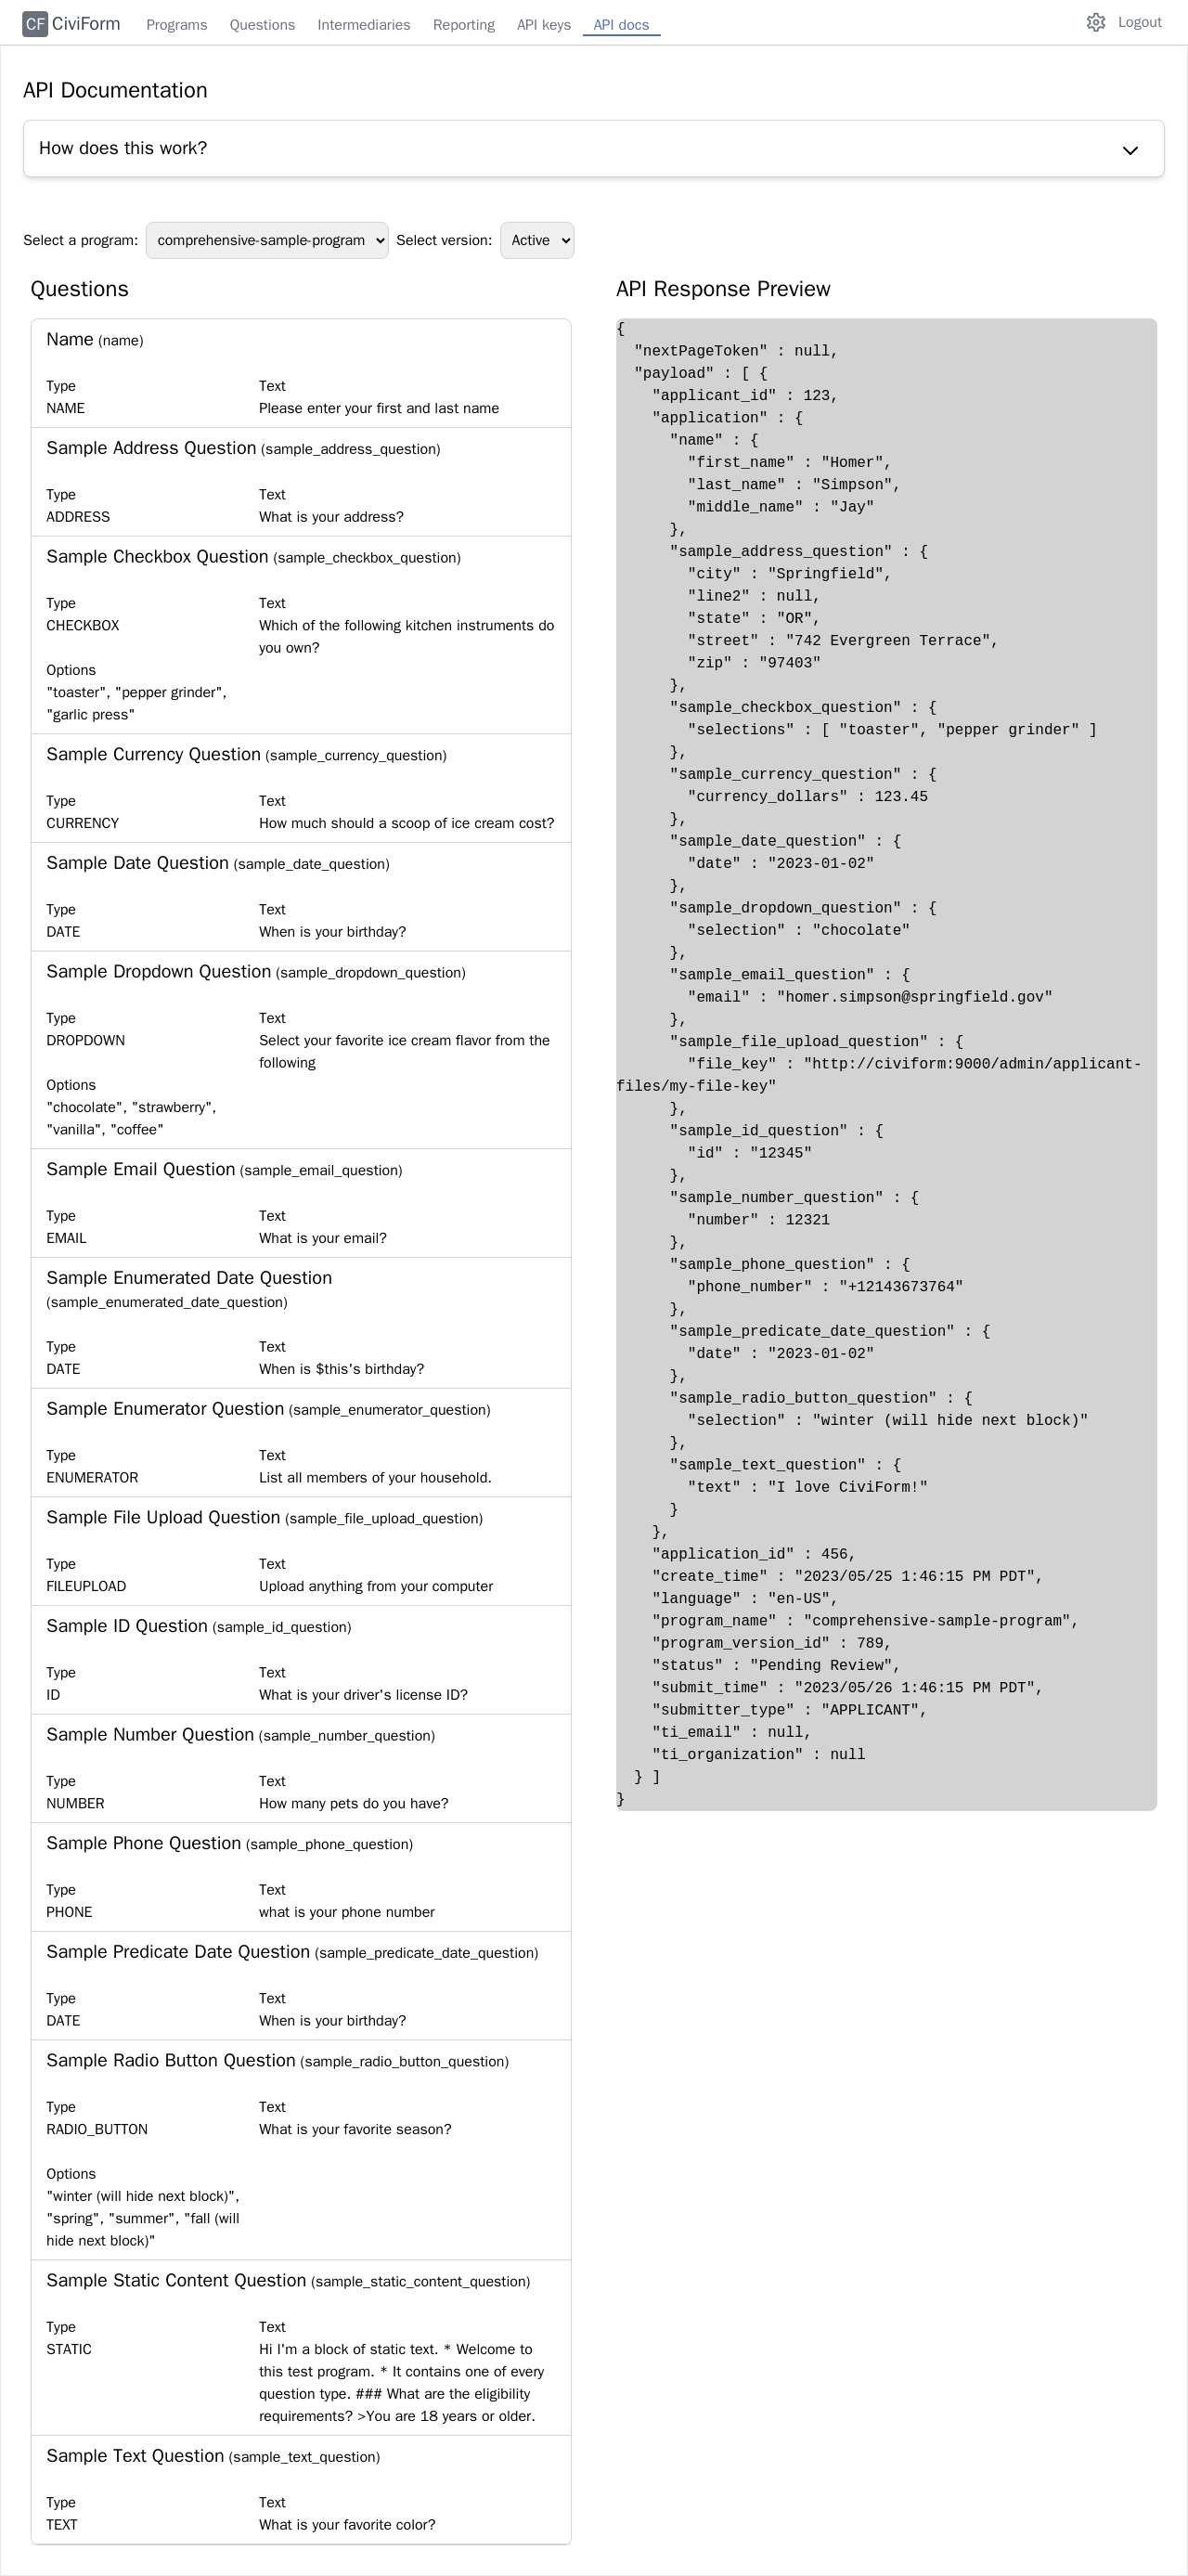 CF CiviForm Programs Questions Intermediaries Reporting API keys API docs Logout
API Documentation
How does this work?
Select a program: comprehensive-sample-program Select version: Active
Questions
Name (name)
Type Text
NAME Please enter your first and last name
Sample Address Question (sample_address_question)
Type Text
ADDRESS What is your address?
Sample Checkbox Question (sample_checkbox_question)
Type Text
CHECKBOX Which of the following kitchen instruments do
you own?
Options
"toaster", "pepper grinder",
"garlic press"
Sample Currency Question (sample_currency_question)
Type Text
CURRENCY How much should a scoop of ice cream cost?
Sample Date Question (sample_date_question)
Type Text
DATE When is your birthday?
Sample Dropdown Question (sample_dropdown_question)
Type Text
DROPDOWN Select your favorite ice cream flavor from the
following
Options
"chocolate", "strawberry",
"vanilla", "coffee"
Sample Email Question (sample_email_question)
Type Text
EMAIL What is your email?
Sample Enumerated Date Question
(sample_enumerated_date_question)
Type Text
DATE When is $this's birthday?
Sample Enumerator Question (sample_enumerator_question)
Type Text
ENUMERATOR List all members of your household.
Sample File Upload Question (sample_file_upload_question)
Type Text
FILEUPLOAD Upload anything from your computer
Sample ID Question (sample_id_question)
Type Text
ID What is your driver's license ID?
Sample Number Question (sample_number_question)
Type Text
NUMBER How many pets do you have?
Sample Phone Question (sample_phone_question)
Type Text
PHONE what is your phone number
Sample Predicate Date Question (sample_predicate_date_question)
Type Text
DATE When is your birthday?
Sample Radio Button Question (sample_radio_button_question)
Type Text
RADIO_BUTTON What is your favorite season?
Options
"winter (will hide next block)",
"spring", "summer", "fall (will
hide next block)"
Sample Static Content Question (sample_static_content_question)
Type Text
STATIC Hi I'm a block of static text. * Welcome to
this test program. * It contains one of every
question type. ### What are the eligibility
requirements? >You are 18 years or older.
Sample Text Question (sample_text_question)
Type Text
TEXT What is your favorite color?
API Response Preview
{
  "nextPageToken" : null,
  "payload" : [ {
    "applicant_id" : 123,
    "application" : {
      "name" : {
        "first_name" : "Homer",
        "last_name" : "Simpson",
        "middle_name" : "Jay"
      },
      "sample_address_question" : {
        "city" : "Springfield",
        "line2" : null,
        "state" : "OR",
        "street" : "742 Evergreen Terrace",
        "zip" : "97403"
      },
      "sample_checkbox_question" : {
        "selections" : [ "toaster", "pepper grinder" ]
      },
      "sample_currency_question" : {
        "currency_dollars" : 123.45
      },
      "sample_date_question" : {
        "date" : "2023-01-02"
      },
      "sample_dropdown_question" : {
        "selection" : "chocolate"
      },
      "sample_email_question" : {
        "email" : "homer.simpson@springfield.gov"
      },
      "sample_file_upload_question" : {
        "file_key" : "http://civiform:9000/admin/applicant-
files/my-file-key"
      },
      "sample_id_question" : {
        "id" : "12345"
      },
      "sample_number_question" : {
        "number" : 12321
      },
      "sample_phone_question" : {
        "phone_number" : "+12143673764"
      },
      "sample_predicate_date_question" : {
        "date" : "2023-01-02"
      },
      "sample_radio_button_question" : {
        "selection" : "winter (will hide next block)"
      },
      "sample_text_question" : {
        "text" : "I love CiviForm!"
      }
    },
    "application_id" : 456,
    "create_time" : "2023/05/25 1:46:15 PM PDT",
    "language" : "en-US",
    "program_name" : "comprehensive-sample-program",
    "program_version_id" : 789,
    "status" : "Pending Review",
    "submit_time" : "2023/05/26 1:46:15 PM PDT",
    "submitter_type" : "APPLICANT",
    "ti_email" : null,
    "ti_organization" : null
  } ]
}